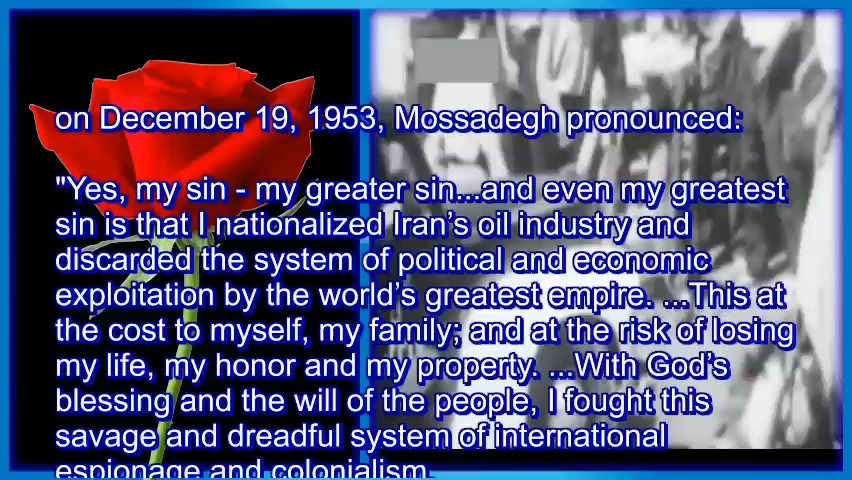 on December 19, 1953, Mossadegh pronounced:
"Yes, my sin - my greater sin...and even my greatest
sin is that I nationalized Iran’s oil industry and
discarded the system of political and economic
exploitation by the world’s greatest empire. ...This at
the cost to myself, my family; and at the risk of losing
my life, my honor and my property. ...With God’s
blessing and the will of the people, I fought this
savage and dreadful system of international
espionage and colonialism.